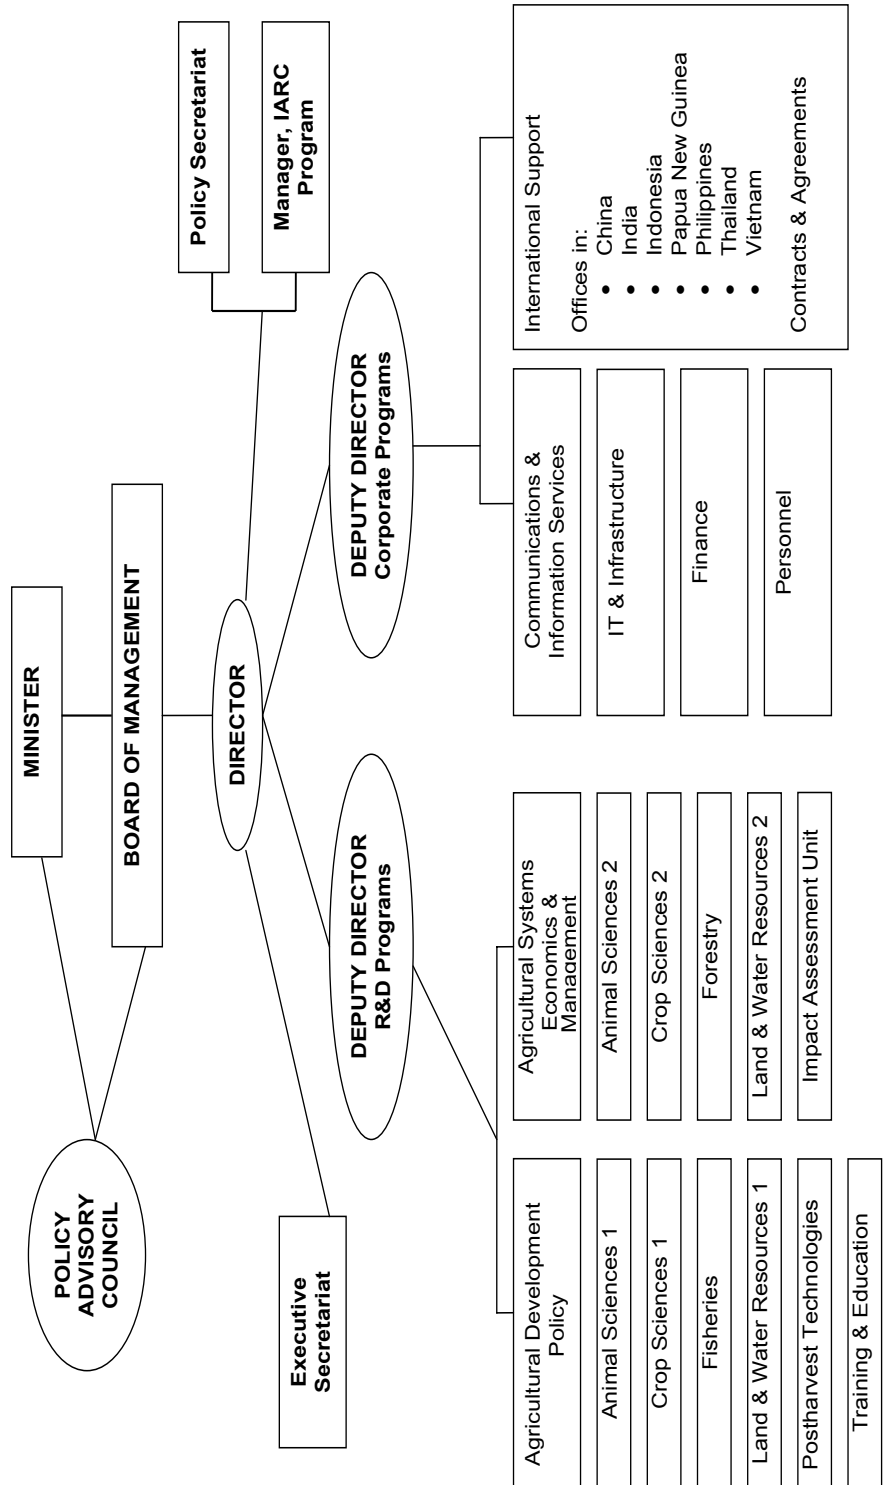 MINISTER
POLICY
ADVISORY
COUNCIL
BOARD OF MANAGEMENT
DIRECTOR
Policy Secretariat
Manager, IARC
Program
Executive
Secretariat
DEPUTY DIRECTOR
R&D Programs
DEPUTY DIRECTOR
Corporate Programs
Agricultural Development
Policy
Animal Sciences 1
Crop Sciences 1
Fisheries
Land & Water Resources 1
Postharvest Technologies
Training & Education
Agricultural Systems
Economics &
Management
Animal Sciences 2
Crop Sciences 2
Forestry
Land & Water Resources 2
Impact Assessment Unit
Communications &
Information Services
IT & Infrastructure
Finance
Personnel
International Support
Offices in:
• China
• India
• Indonesia
• Papua New Guinea
• Philippines
• Thailand
• Vietnam
Contracts & Agreements